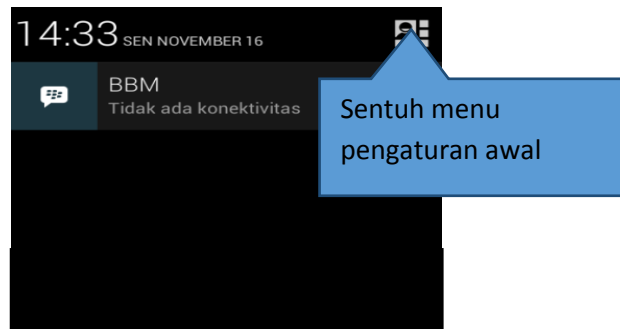 14:33 SEN NOVEMBER 16
BBM
Tidak ada konektivitas
Sentuh menu
pengaturan awal